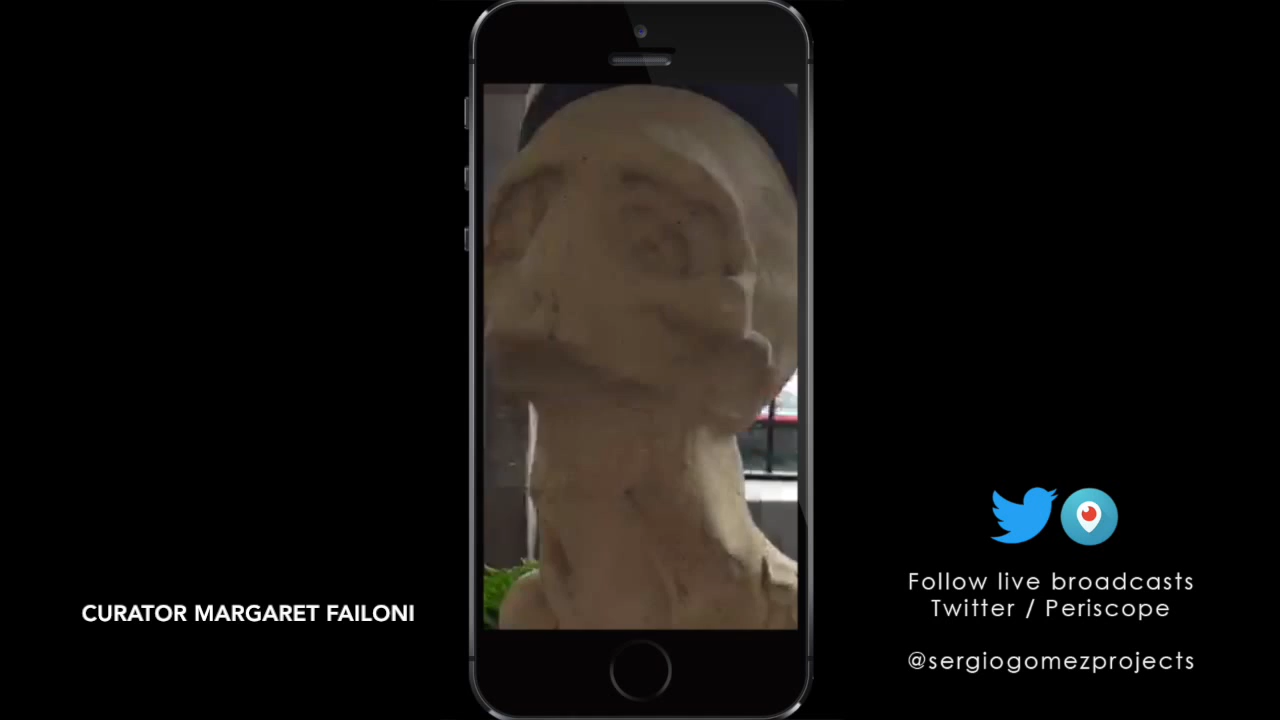 CURATOR MARGARET FAILONI
Follow live broadcasts
Twitter / Periscope
@sergiogomezprojects